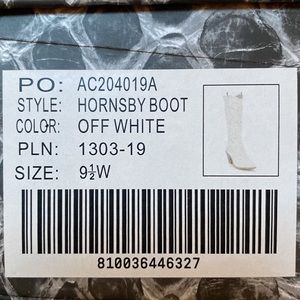 PO: AC204019A
STYLE: HORNSBY BOOT
COLOR: OFF WHITE
PLN: 1303-19
SIZE: 9½W
810036446327